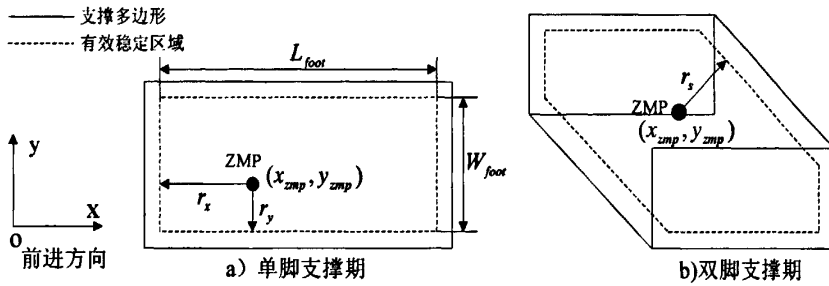 支撑多边形
有效稳定区域
L_foot
ZMP
(x_zmp, y_zmp)
r_x
r_y
W_foot
y
x
o
前进方向
a）单脚支撑期
r_s
ZMP
(x_zmp, y_zmp)
b)双脚支撑期